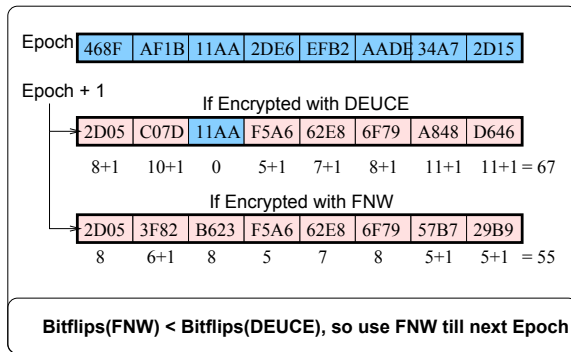 Epoch 468F AF1B 11AA 2DE6 EFB2 AADE 34A7 2D15
Epoch + 1
If Encrypted with DEUCE
2D05 C07D 11AA F5A6 62E8 6F79 A848 D646
8+1 10+1 0 5+1 7+1 8+1 11+1 11+1 = 67
If Encrypted with FNW
2D05 3F82 B623 F5A6 62E8 6F79 57B7 29B9
8 6+1 8 5 7 8 5+1 5+1 = 55
Bitflips(FNW) < Bitflips(DEUCE), so use FNW till next Epoch